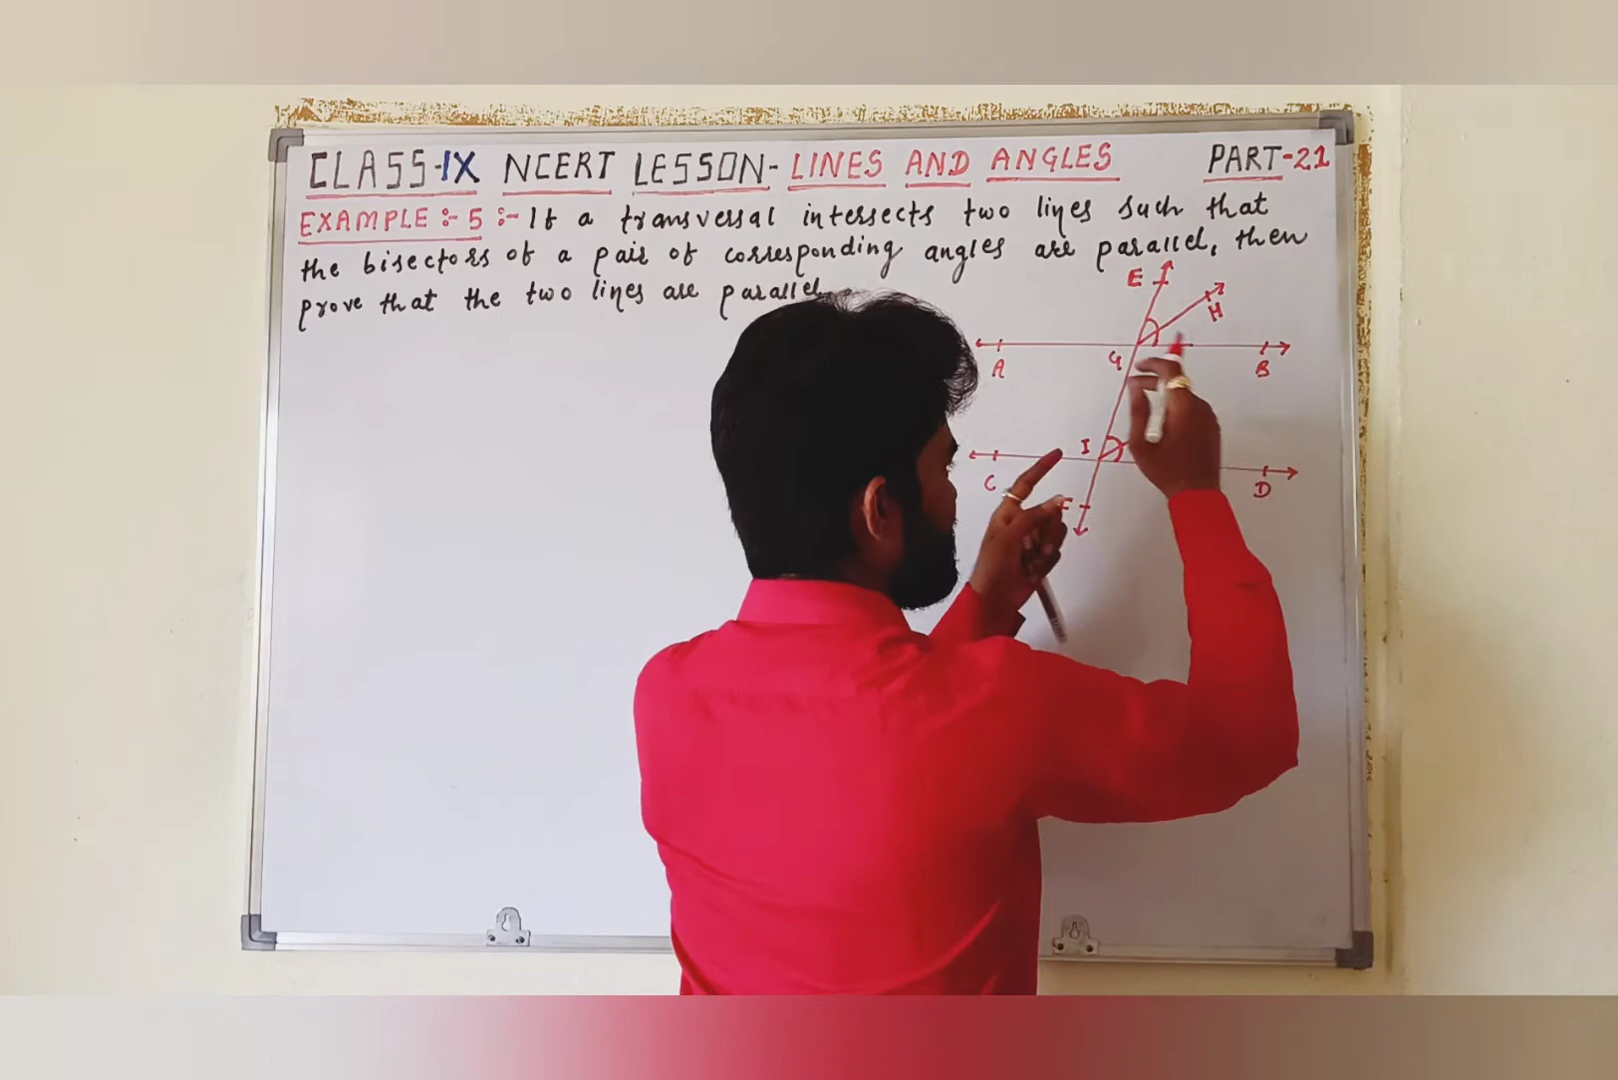 CLASS-IX NCERT LESSON- LINES AND ANGLES PART-21
EXAMPLE :- 5 :- If a transversal intersects two lines such that
the bisectors of a pair of corresponding angles are parallel, then
prove that the two lines are parallel.
E
H
G
A
B
I
C
D
F